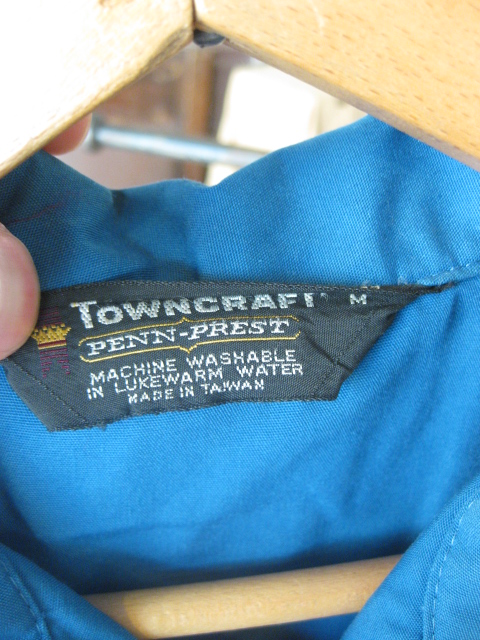 TOWNCRAFT M
PENN-PREST
MACHINE WASHABLE
IN LUKEWARM WATER
MADE IN TAIWAN